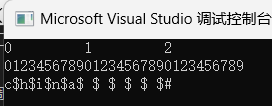 Microsoft Visual Studio 调试控制台
0         1         2
012345678901234567890123456789
c$h$i$n$a$ $ $ $ $ $#